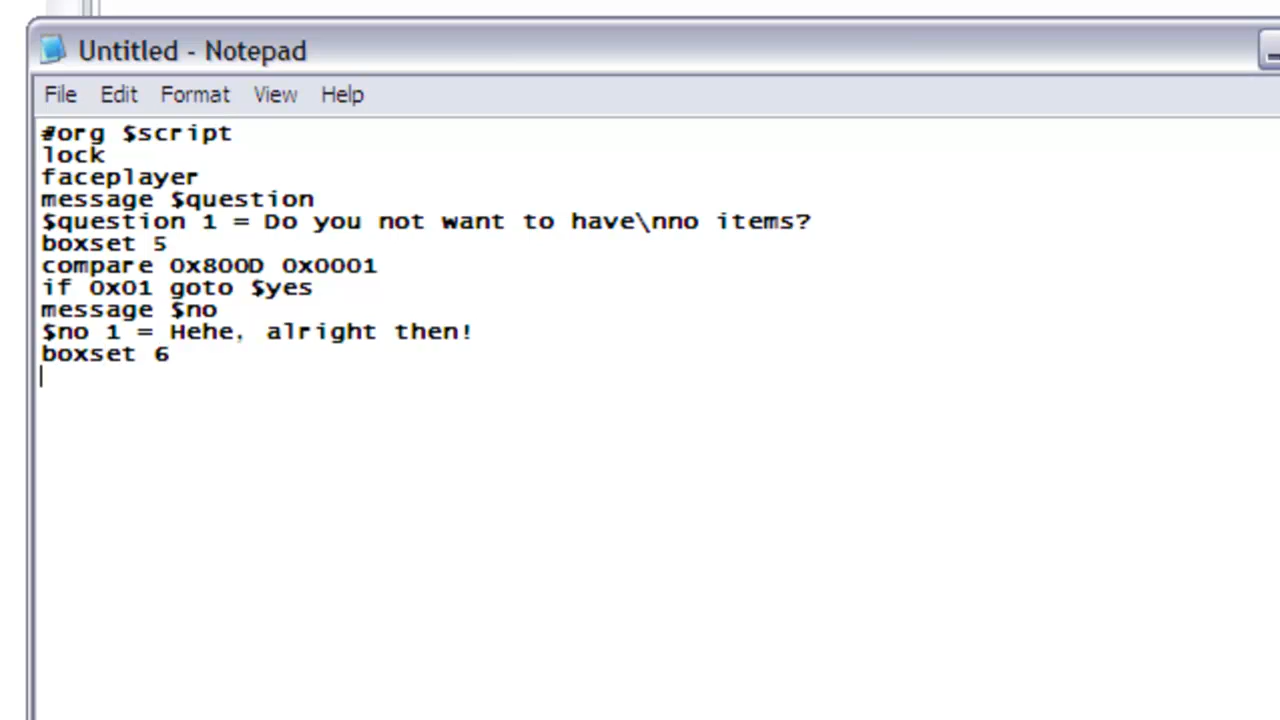 Untitled - Notepad
File Edit Format View Help
#org $script
lock
faceplayer
message $question
$question 1 = Do you not want to have\nno items?
boxset 5
compare 0x800D 0x0001
if 0x01 goto $yes
message $no
$no 1 = Hehe, alright then!
boxset 6